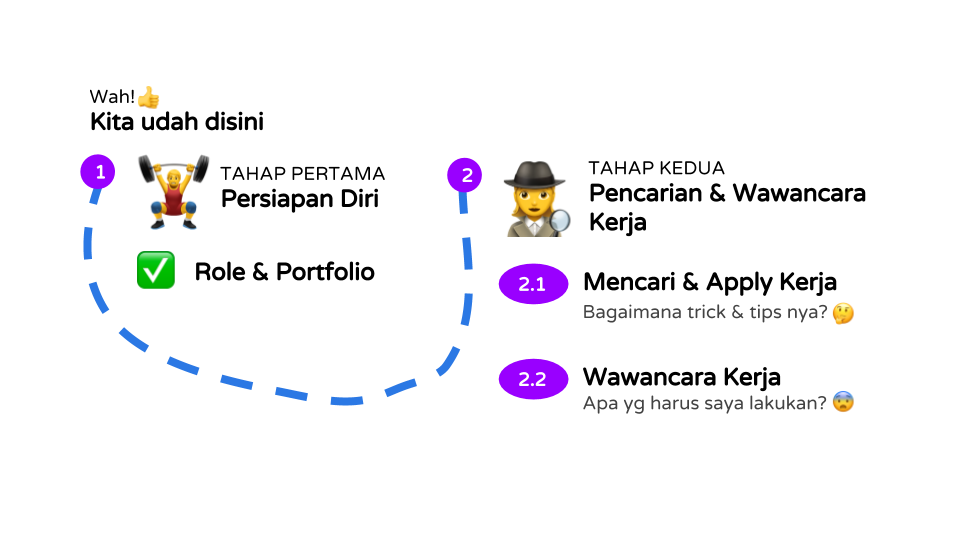 Wah!👍
Kita udah disini
1
TAHAP PERTAMA
Persiapan Diri
Role & Portfolio
2
TAHAP KEDUA
Pencarian & Wawancara
Kerja
2.1
Mencari & Apply Kerja
Bagaimana trick & tips nya? 🤔
2.2
Wawancara Kerja
Apa yg harus saya lakukan? 😨